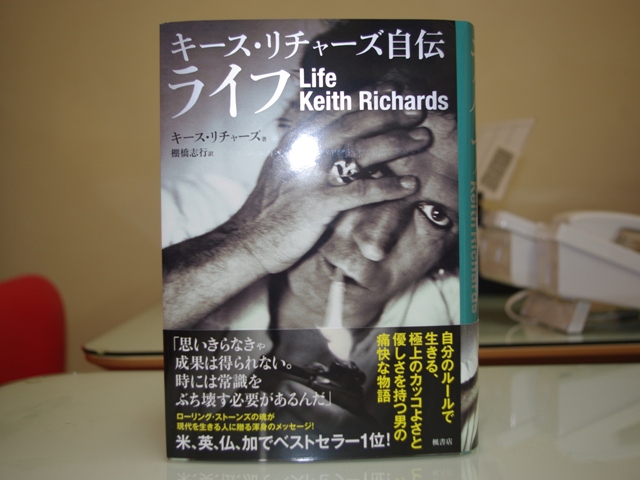 キース・リチャーズ自伝
ライフ
Life
Keith Richards
キース・リチャーズ著
棚橋志行訳
自分のルールで
生きる、
極上のカッコよさと
優しさを持つ男の
痛快な物語
「思いきらなきゃ
成果は得られない。
時には常識を
ぶち壊す必要があるんだ」
ローリング・ストーンズの魂が
現代を生きる人に贈る渾身のメッセージ!
米、英、仏、加でベストセラー1位!
楓書店
Keith Richards